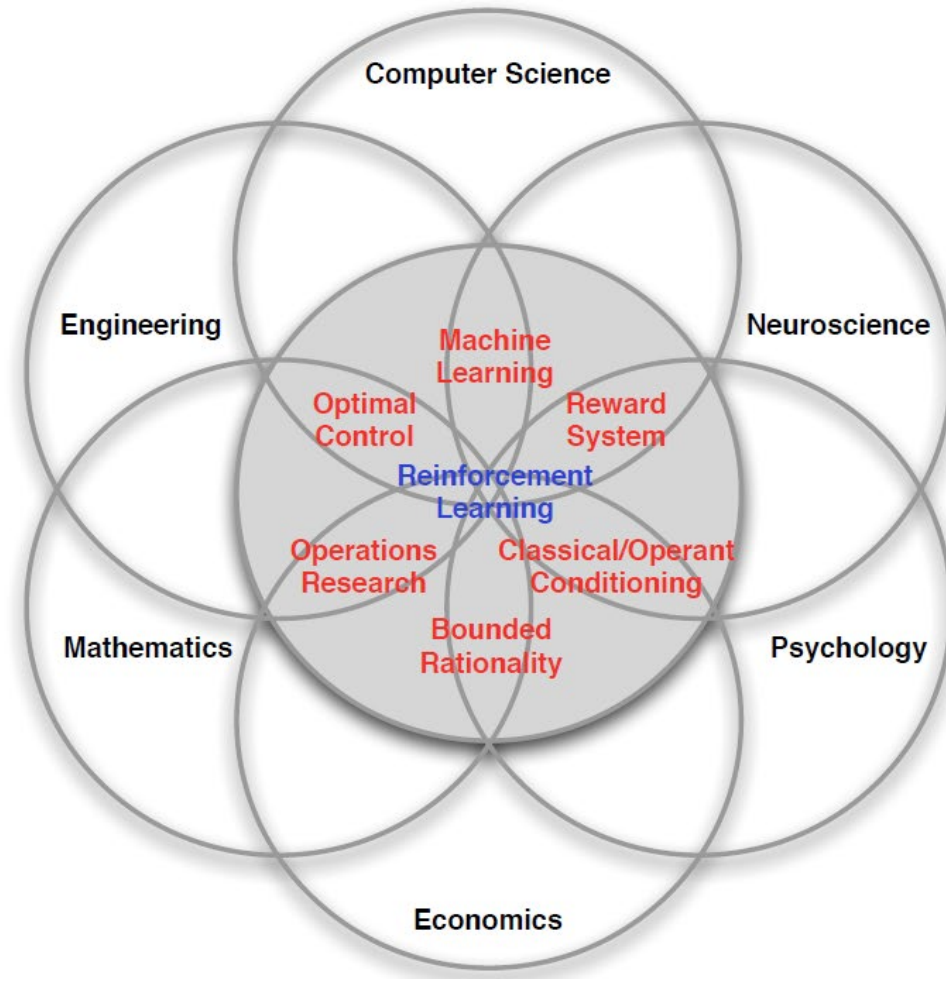 Computer Science
Engineering
Neuroscience
Machine
Learning
Optimal
Control
Reward
System
Reinforcement
Learning
Operations
Research
Classical/Operant
Conditioning
Bounded
Rationality
Mathematics
Psychology
Economics